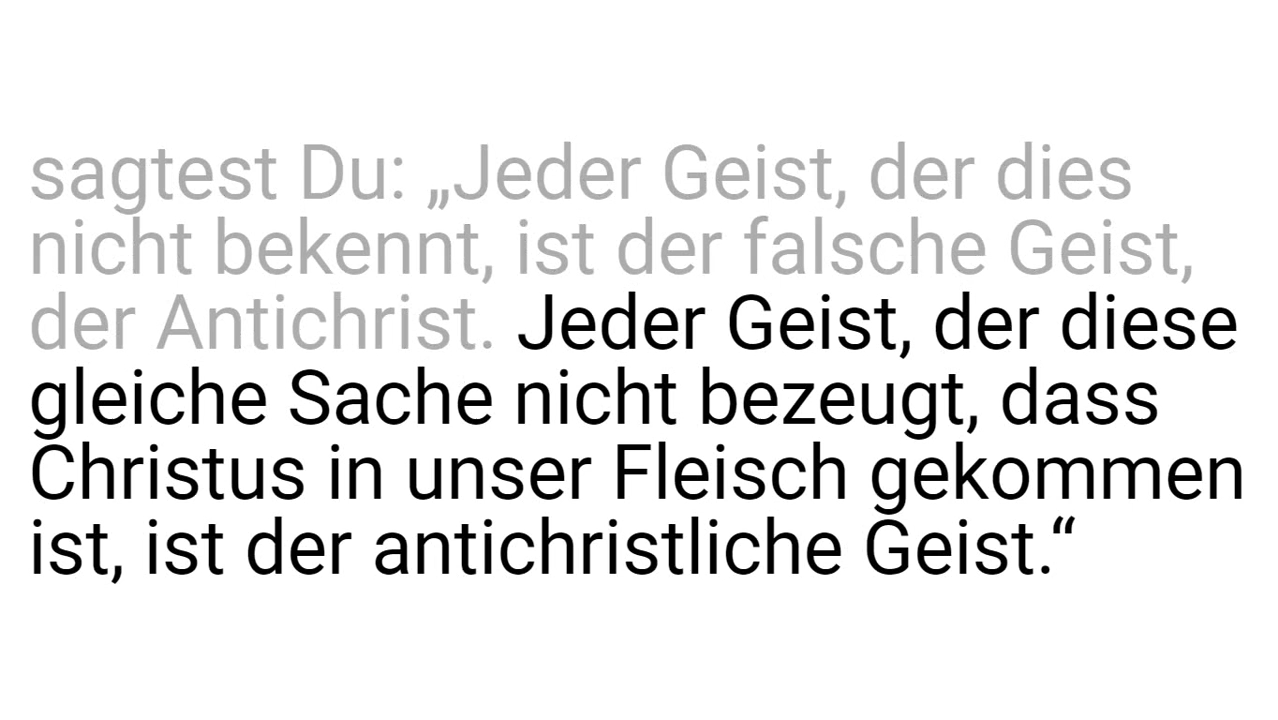 sagtest Du: „Jeder Geist, der dies
nicht bekennt, ist der falsche Geist,
der Antichrist. Jeder Geist, der diese
gleiche Sache nicht bezeugt, dass
Christus in unser Fleisch gekommen
ist, ist der antichristliche Geist.“